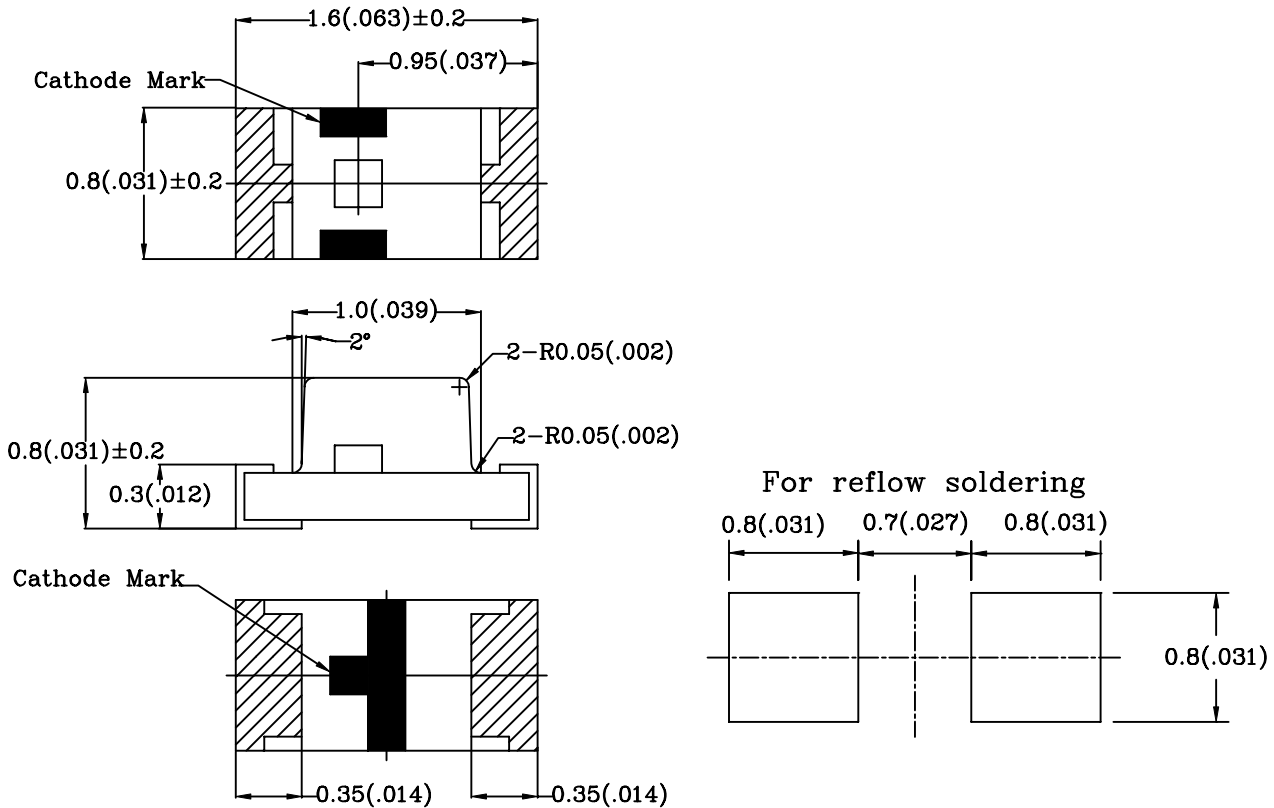 1.6(.063)±0.2
0.95(.037)
Cathode Mark
0.8(.031)±0.2
1.0(.039)
2°
2-R0.05(.002)
2-R0.05(.002)
0.8(.031)±0.2
0.3(.012)
For reflow soldering
0.8(.031) 0.7(.027) 0.8(.031)
Cathode Mark
0.8(.031)
0.35(.014) 0.35(.014)